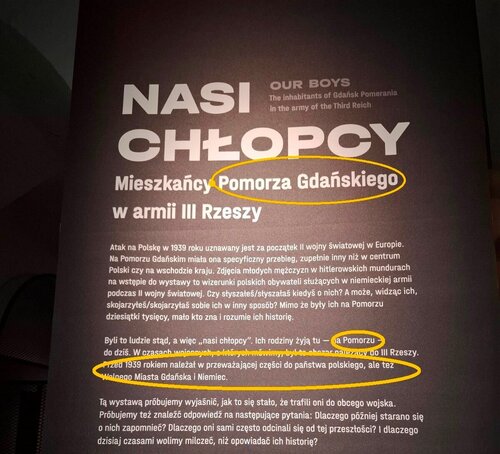 NASI
OUR BOYS
The inhabitants of Gdańsk Pomerania
in the army of the Third Reich
CHŁOPCY
Mieszkańcy Pomorza Gdańskiego
w armii III Rzeszy
Atak na Polskę w 1939 roku uznawany jest za początek II wojny światowej w Europie.
Na Pomorzu Gdańskim miała ona specyficzny przebieg, zupełnie inny niż w centrum
Polski czy na wschodzie kraju. Zdjęcia młodych mężczyzn w hitlerowskich mundurach
na wstępie do wystawy to wizerunki polskich obywateli służących w niemieckiej armii
podczas II wojny światowej. Czy słyszałeś/słyszałaś kiedyś o nich? A może, widząc ich,
skojarzyłeś/skojarzyłaś sobie ich w inny sposób? Mimo że były ich na Pomorzu
dziesiątki tysięcy, mało kto zna i rozumie ich historię.
Byli to ludzie stąd, a więc „nasi chłopcy”. Ich rodziny żyją tu — na Pomorzu –
do dziś. W czasach wojennych, o których mówimy, był to obszar należący do III Rzeszy.
Przed 1939 rokiem należał w przeważającej części do państwa polskiego, ale też
Wolnego Miasta Gdańska i Niemiec.
Tą wystawą próbujemy wyjaśnić, jak to się stało, że trafili oni do obcego wojska.
Próbujemy też znaleźć odpowiedź na następujące pytania: Dlaczego później starano się
o nich zapomnieć? Dlaczego oni sami często odcinali się od tej przeszłości? I dlaczego
dzisiaj czasami wolimy milczeć, niż opowiadać ich historię?